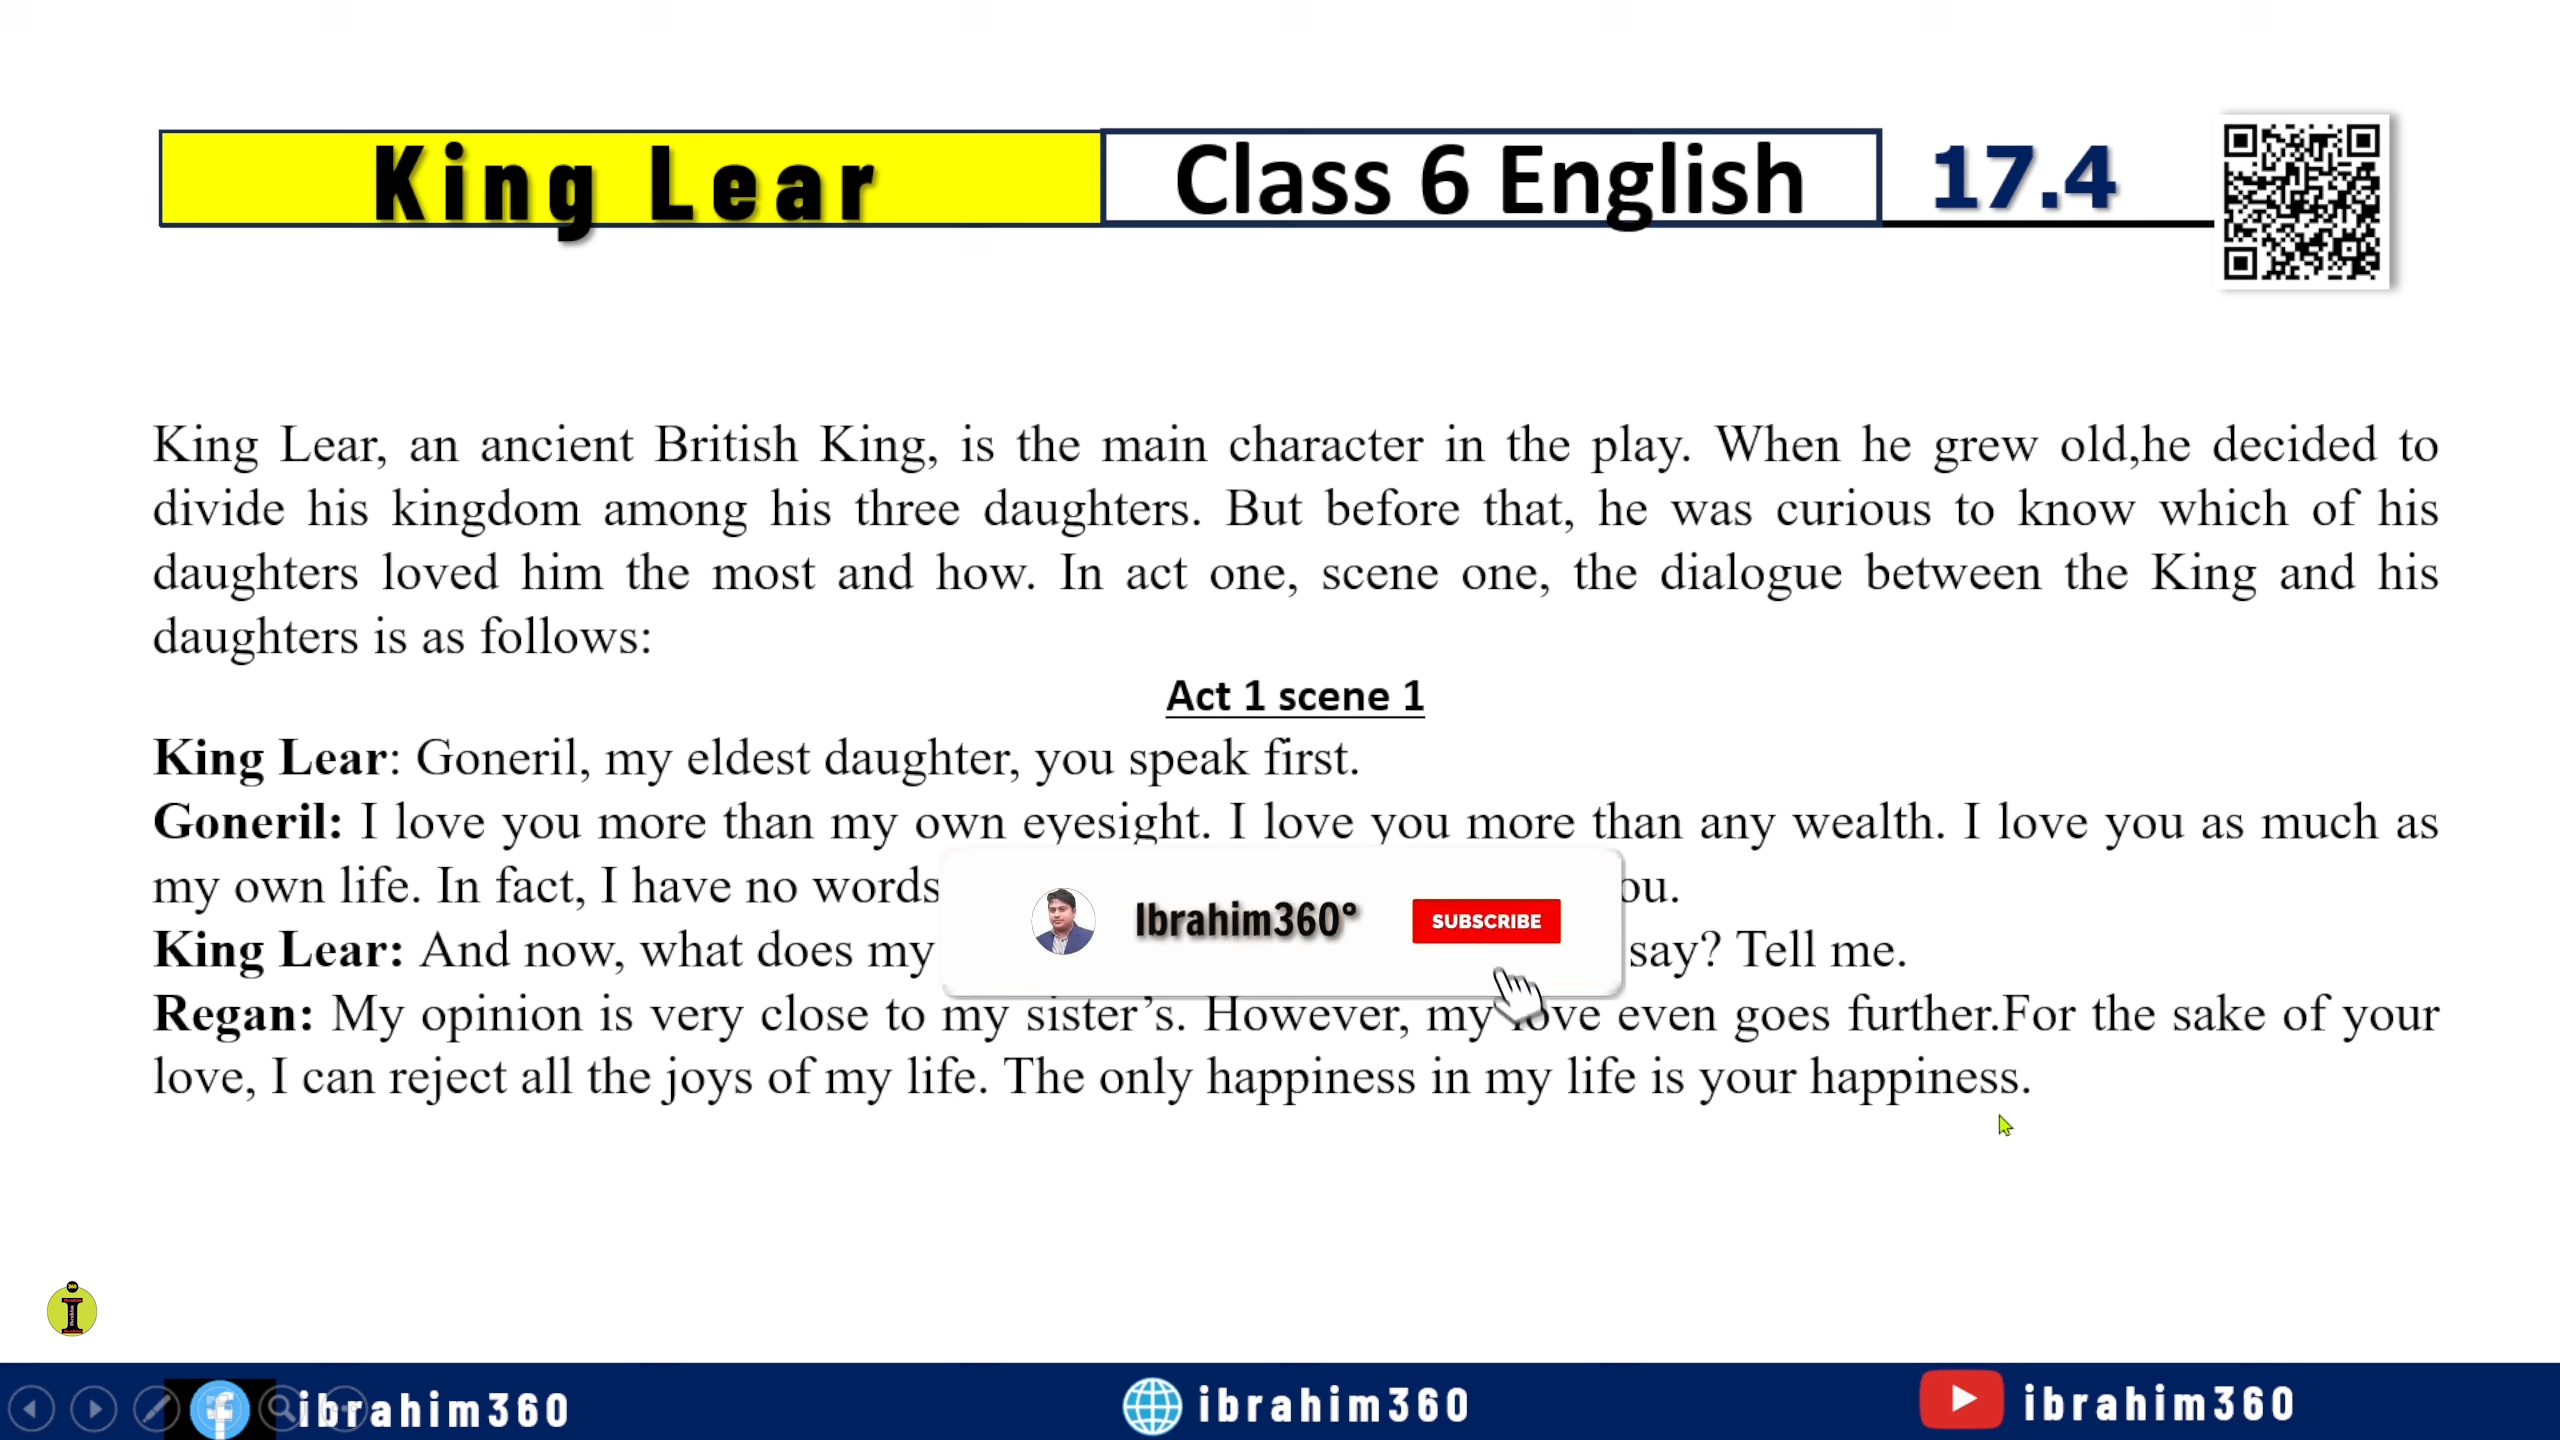 King Lear
Class 6 English
17.4
King Lear, an ancient British King, is the main character in the play. When he grew old,he decided to
divide his kingdom among his three daughters. But before that, he was curious to know which of his
daughters loved him the most and how. In act one, scene one, the dialogue between the King and his
daughters is as follows:
Act 1 scene 1
King Lear: Goneril, my eldest daughter, you speak first.
Goneril: I love you more than my own eyesight. I love you more than any wealth. I love you as much as
my own life. In fact, I have no words ou.
Ibrahim360°
SUBSCRIBE
King Lear: And now, what does my say? Tell me.
Regan: My opinion is very close to my sister’s. However, my love even goes further.For the sake of your
love, I can reject all the joys of my life. The only happiness in my life is your happiness.
ibrahim360
ibrahim360
ibrahim360